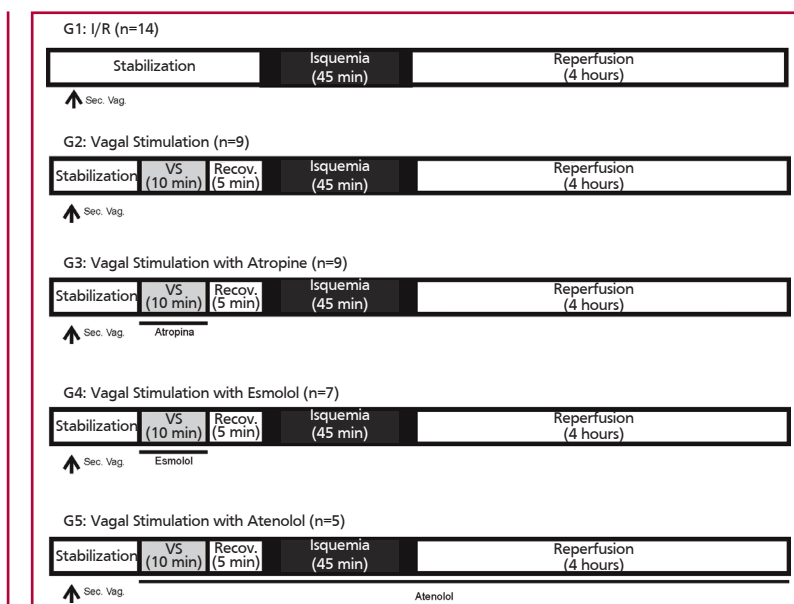 G1: I/R (n=14)
Stabilization
Isquemia
(45 min)
Reperfusion
(4 hours)
Sec. Vag.
G2: Vagal Stimulation (n=9)
Stabilization
VS
(10 min)
Recov.
(5 min)
Isquemia
(45 min)
Reperfusion
(4 hours)
Sec. Vag.
G3: Vagal Stimulation with Atropine (n=9)
Stabilization
VS
(10 min)
Recov.
(5 min)
Isquemia
(45 min)
Reperfusion
(4 hours)
Sec. Vag.
Atropina
G4: Vagal Stimulation with Esmolol (n=7)
Stabilization
VS
(10 min)
Recov.
(5 min)
Isquemia
(45 min)
Reperfusion
(4 hours)
Sec. Vag.
Esmolol
G5: Vagal Stimulation with Atenolol (n=5)
Stabilization
VS
(10 min)
Recov.
(5 min)
Isquemia
(45 min)
Reperfusion
(4 hours)
Sec. Vag.
Atenolol